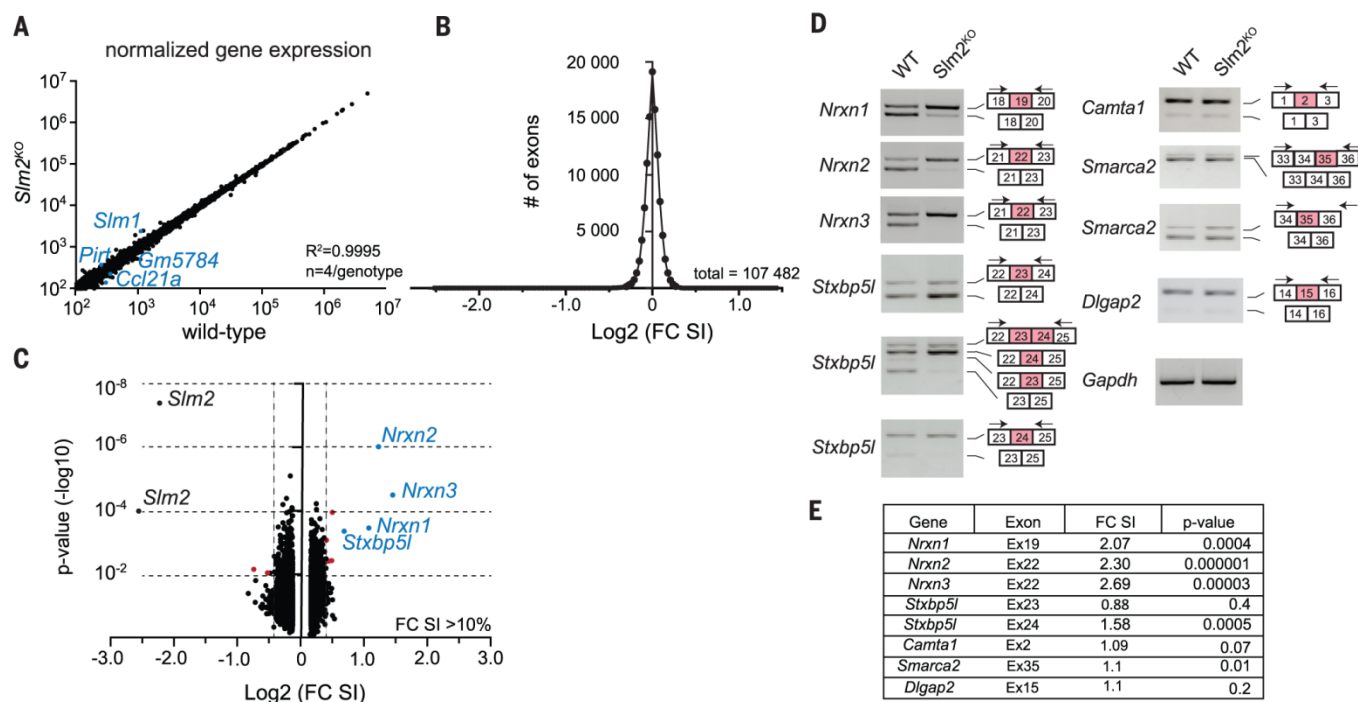 A
normalized gene expression
Slm2KO
10⁷
10⁶
10⁵
10⁴
10³
10²
Slm1
Pirt
Gm5784
Ccl21a
R²=0.9995
n=4/genotype
10² 10³ 10⁴ 10⁵ 10⁶ 10⁷
wild-type
B
# of exons
20 000
15 000
10 000
5 000
total = 107 482
-1.0 0 1.0
Log2 (FC SI)
C
p-value (-log10)
10⁻⁸
10⁻⁶
10⁻⁴
10⁻²
Slm2
Slm2
Nrxn2
Nrxn3
Nrxn1
Stxbp5l
FC SI >10%
-3.0 -2.0 -1.0 0 1.0 2.0 3.0
Log2 (FC SI)
D
WT Slm2KO
Nrxn1
18 19 20
18 20
Nrxn2
21 22 23
21 23
Nrxn3
21 22 23
21 23
Stxbp5l
22 23 24
22 24
Stxbp5l
22 23 24 25
22 24 25
22 23 25
23 25
Stxbp5l
23 24 25
23 25
WT Slm2KO
Camta1
1 2 3
1 3
Smarca2
33 34 35 36
33 34 36
Smarca2
34 35 36
34 36
Dlgap2
14 15 16
14 16
Gapdh
E
Gene Exon FC SI p-value
Nrxn1 Ex19 2.07 0.0004
Nrxn2 Ex22 2.30 0.000001
Nrxn3 Ex22 2.69 0.00003
Stxbp5l Ex23 0.88 0.4
Stxbp5l Ex24 1.58 0.0005
Camta1 Ex2 1.09 0.07
Smarca2 Ex35 1.1 0.01
Dlgap2 Ex15 1.1 0.2